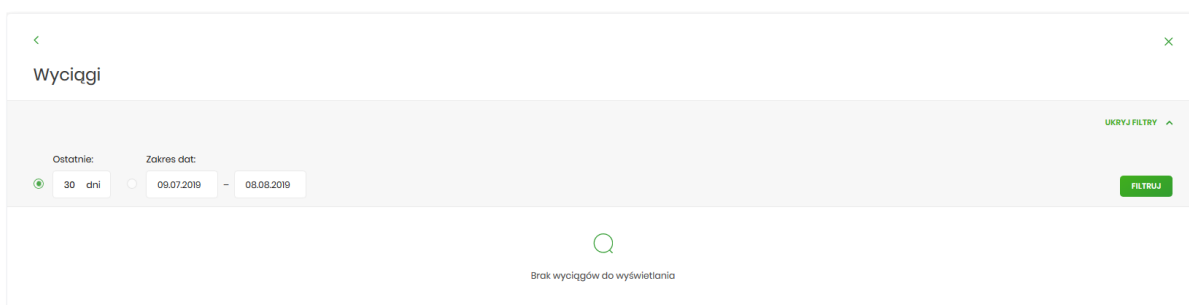 Wyciągi
UKRYJ FILTRY
Ostatnie: Zakres dat:
30 dni 09.07.2019 – 08.08.2019 FILTRUJ
Brak wyciągów do wyświetlania